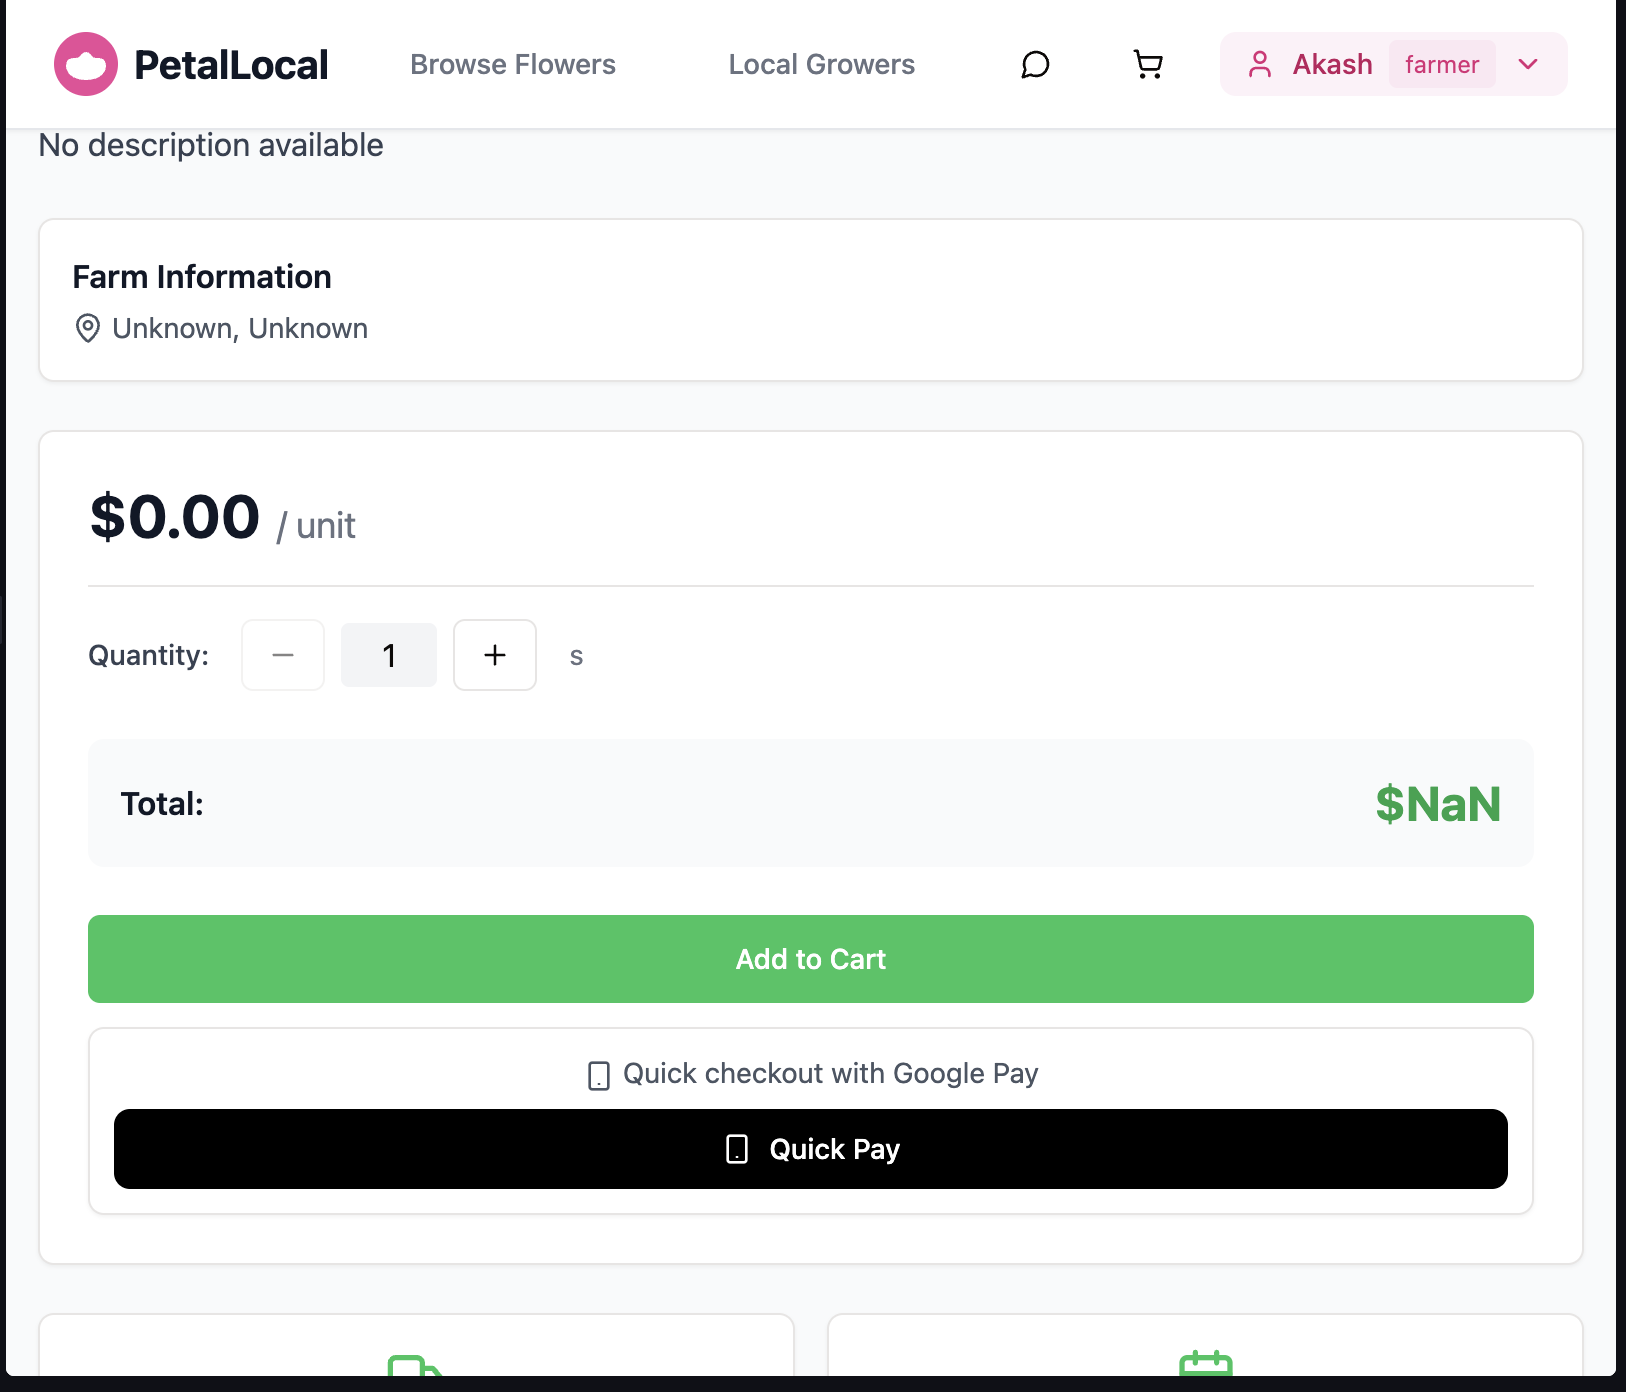 PetalLocal
Browse Flowers
Local Growers
Akash
farmer
No description available
Farm Information
Unknown, Unknown
$0.00 / unit
Quantity:
1
s
Total:
$NaN
Add to Cart
Quick checkout with Google Pay
Quick Pay